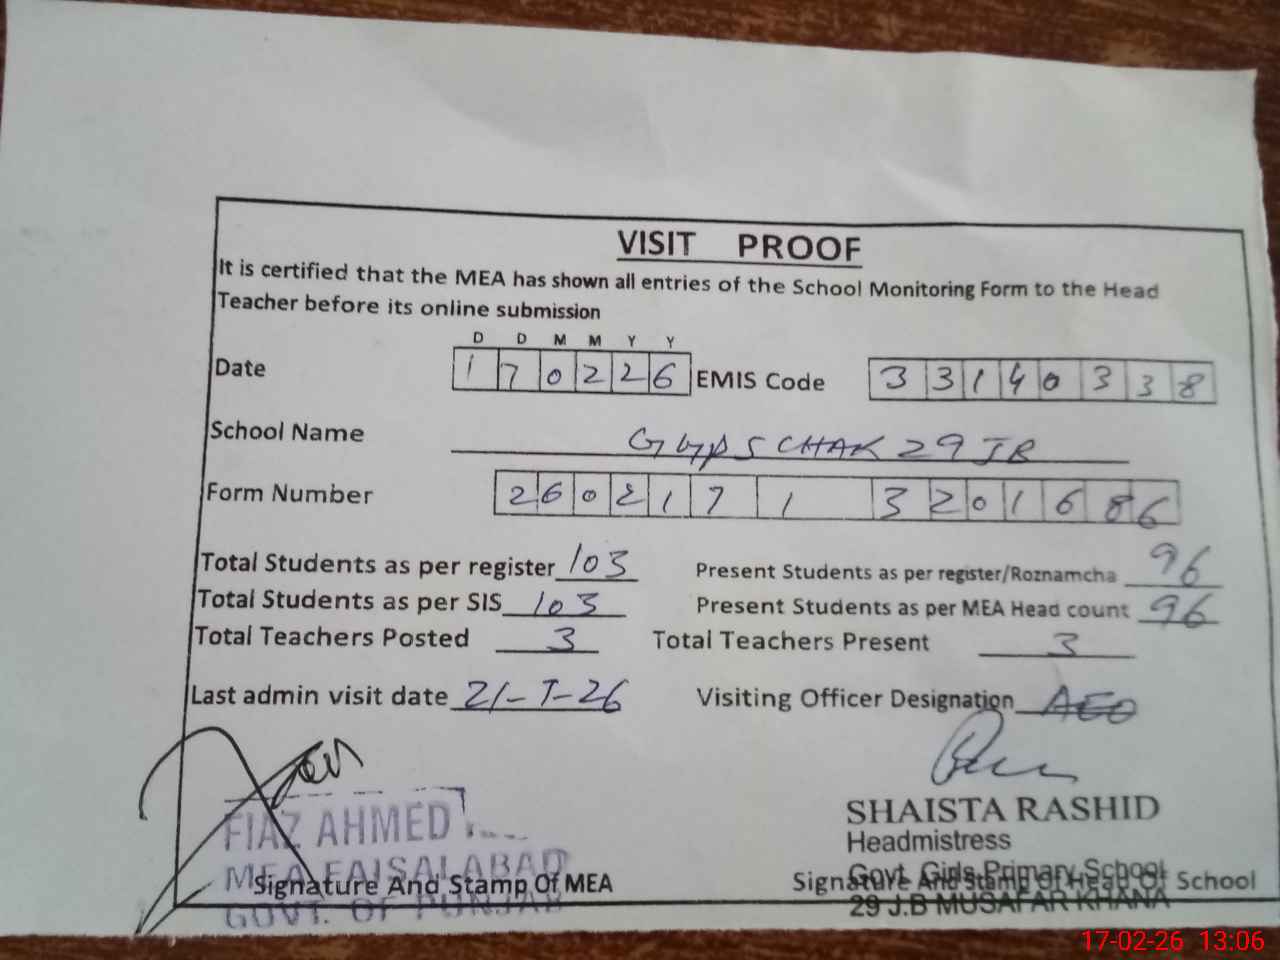 VISIT PROOF
It is certified that the MEA has shown all entries of the School Monitoring Form to the Head
Teacher before its online submission
D D M M Y Y
Date 170226 EMIS Code 331403338
School Name GGPS CHAK 29 JB
Form Number 260217 1 3201686
Total Students as per register 103 Present Students as per register/Roznamcha 96
Total Students as per SIS 103 Present Students as per MEA Head count 96
Total Teachers Posted 3 Total Teachers Present 3
Last admin visit date 21-1-26 Visiting Officer Designation AEO
SHAISTA RASHID
FIAZ AHMED
Headmistress
MEA FAISALABAD
Govt. Girls Primary School
Signature And Stamp Of MEA Signature And Stamp Of Head Of School
GOVT. OF PUNJAB
29 J.B MUSAFAR KHANA
17-02-26 13:06